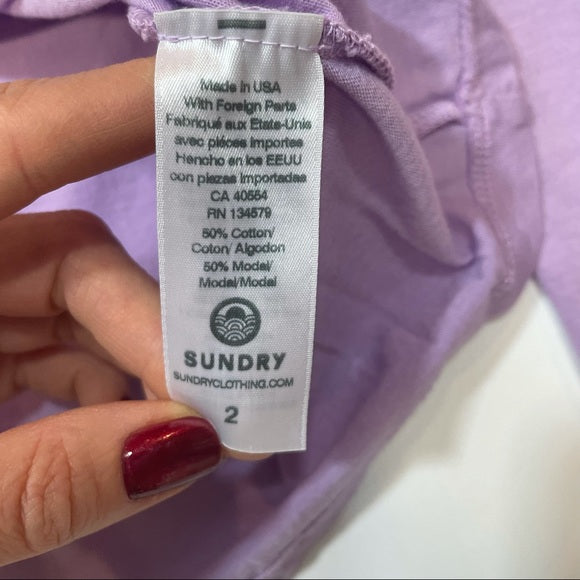 Made in USA
With Foreign Parts
Fabriqué aux Etats-Unis
avec pièces importes
Hencho en los EEUU
con piezas importadas
CA 40554
RN 134579
50% Cotton/
Coton/ Algodon
50% Modal/
Modal/Modal
SUNDRY
SUNDRYCLOTHING.COM
2